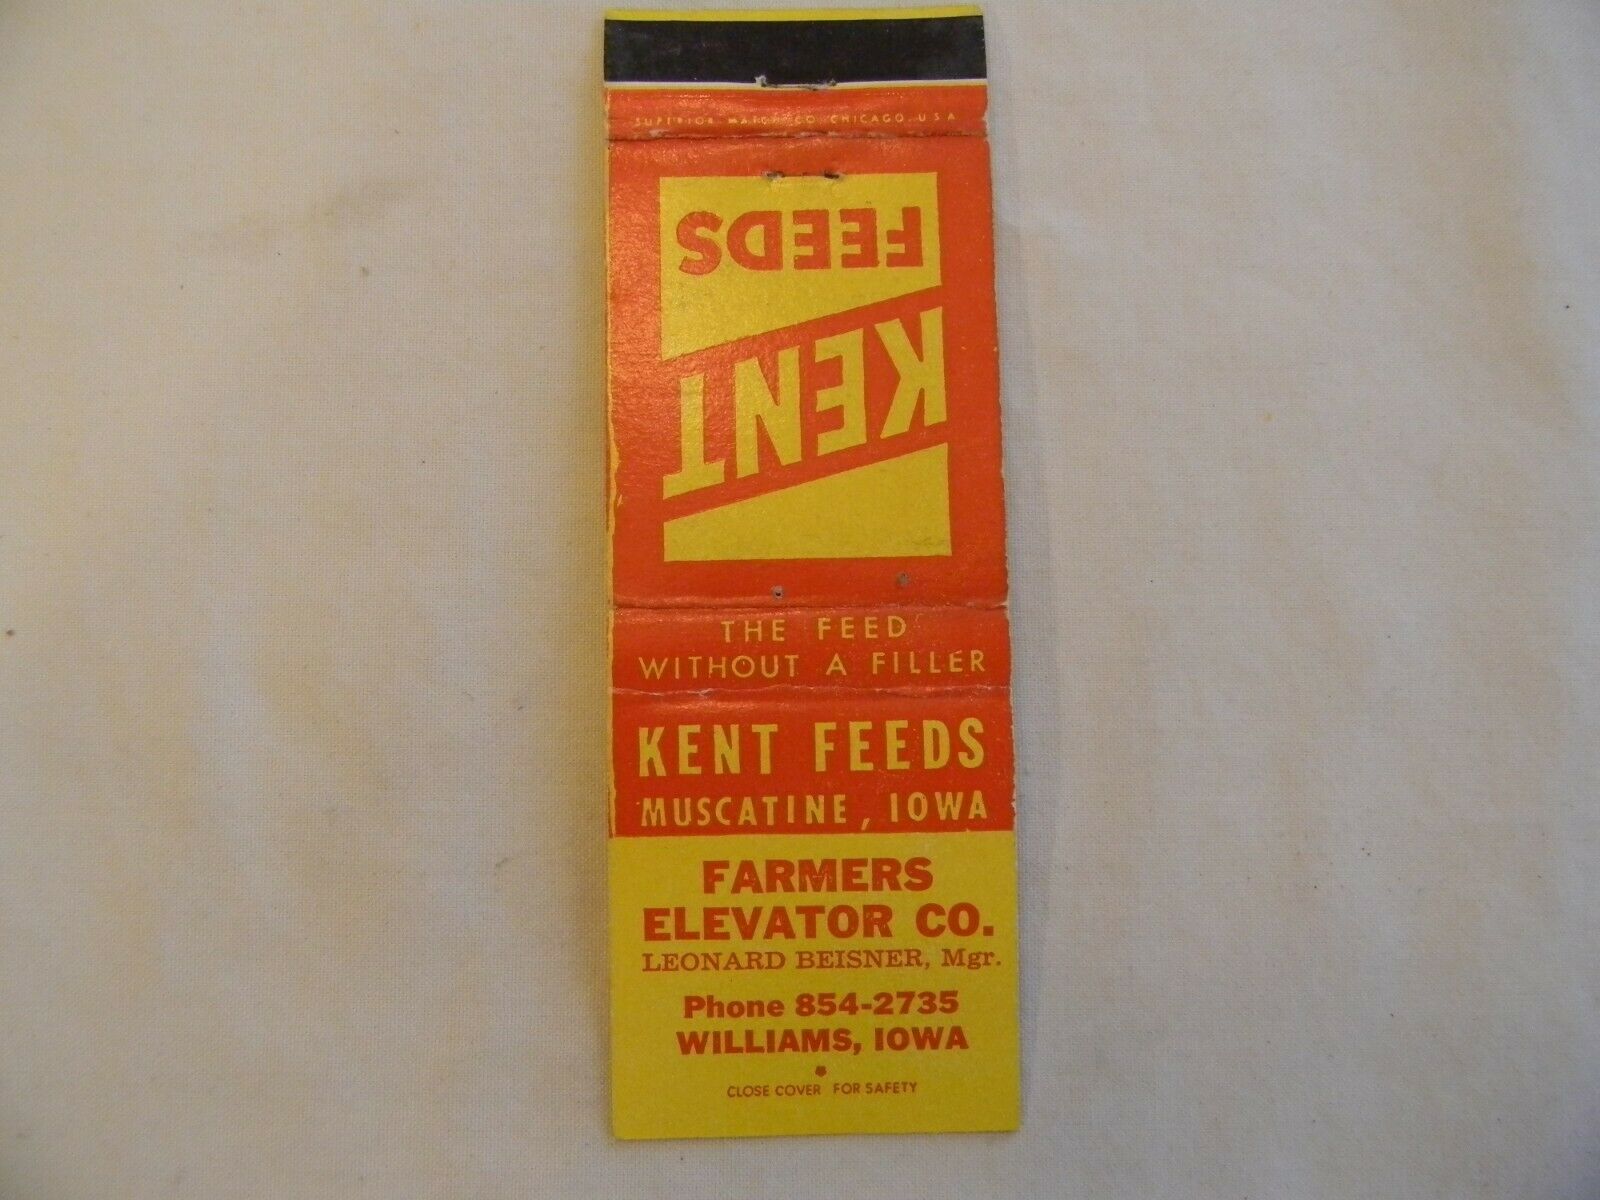 SUPERIOR MATCH CO. CHICAGO, U.S.A.
KENT
FEEDS
THE FEED
WITHOUT A FILLER
KENT FEEDS
MUSCATINE, IOWA
FARMERS
ELEVATOR CO.
LEONARD BEISNER, Mgr.
Phone 854-2735
WILLIAMS, IOWA
CLOSE COVER FOR SAFETY